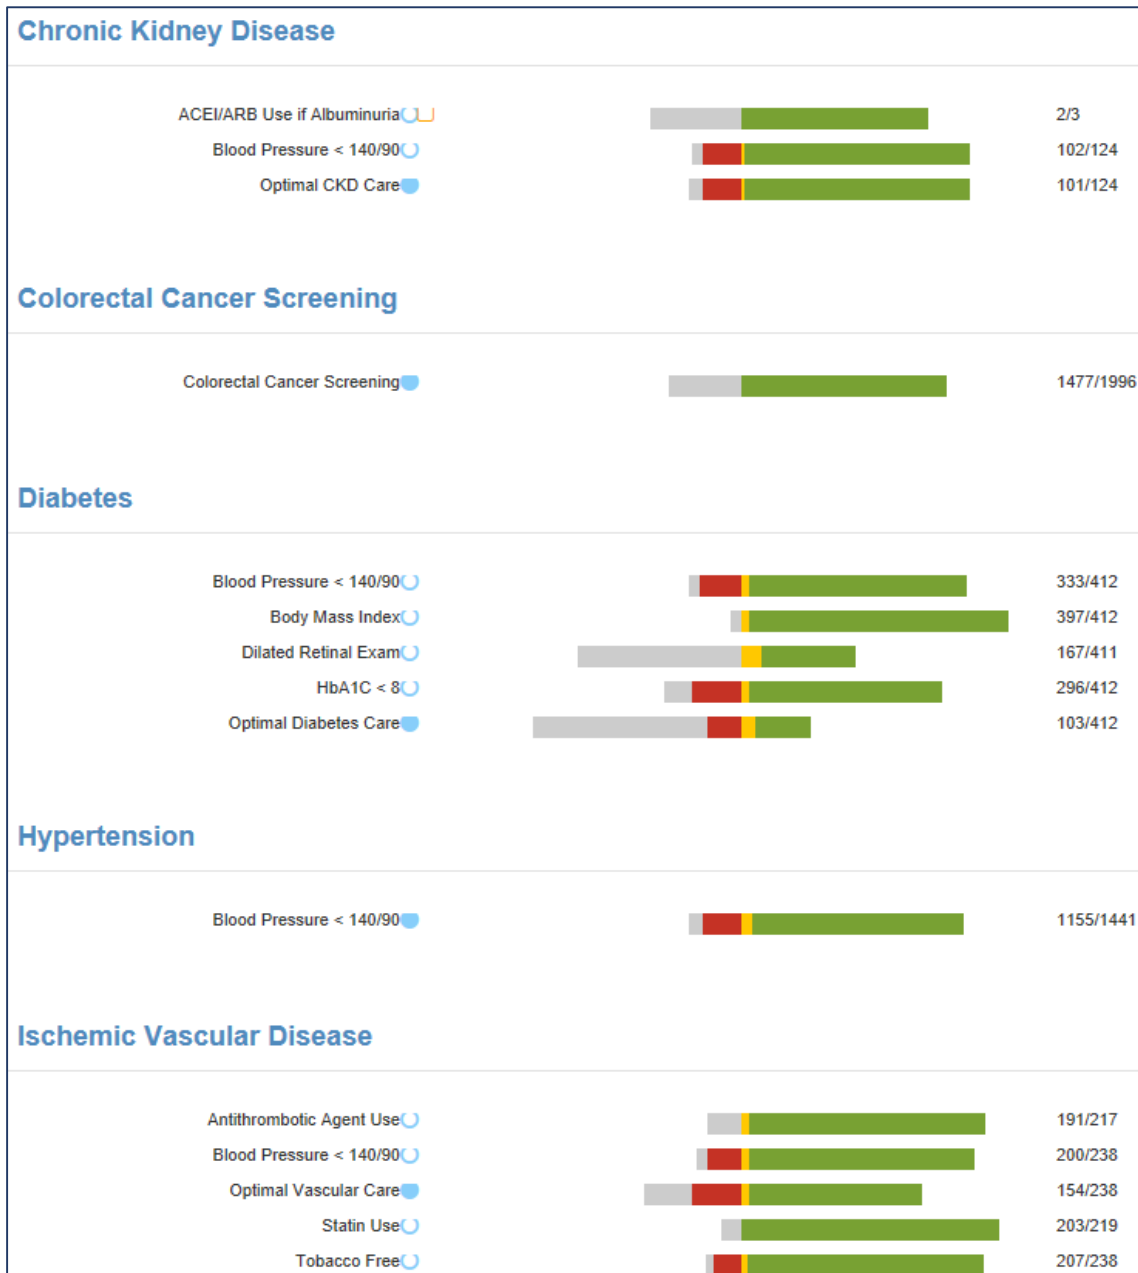 Chronic Kidney Disease
ACEI/ARB Use if Albuminuria 2/3
Blood Pressure < 140/90 102/124
Optimal CKD Care 101/124
Colorectal Cancer Screening
Colorectal Cancer Screening 1477/1996
Diabetes
Blood Pressure < 140/90 333/412
Body Mass Index 397/412
Dilated Retinal Exam 167/411
HbA1C < 8 296/412
Optimal Diabetes Care 103/412
Hypertension
Blood Pressure < 140/90 1155/1441
Ischemic Vascular Disease
Antithrombotic Agent Use 191/217
Blood Pressure < 140/90 200/238
Optimal Vascular Care 154/238
Statin Use 203/219
Tobacco Free 207/238